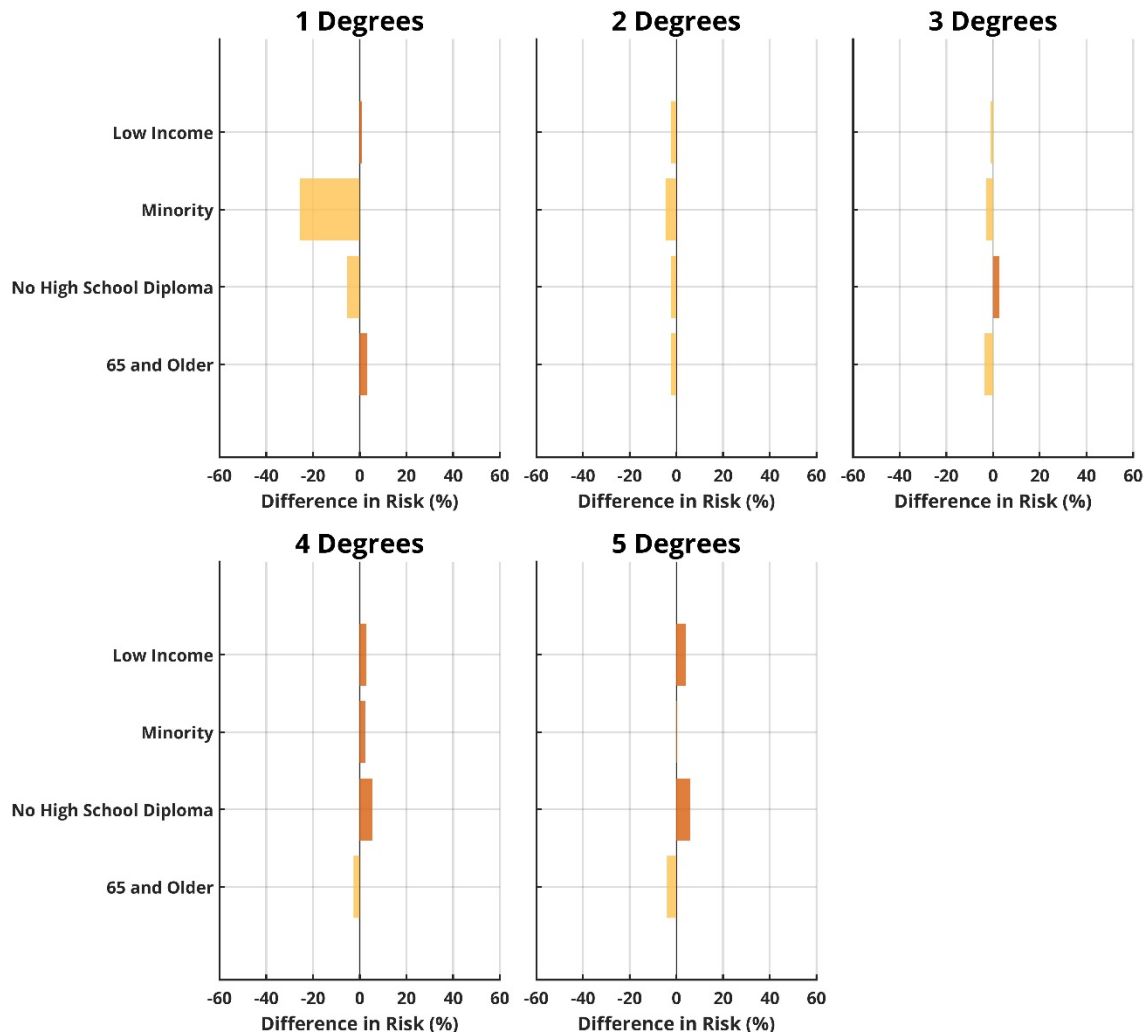 1 Degrees 2 Degrees 3 Degrees
Low Income
Minority
No High School Diploma
65 and Older
-60 -40 -20 0 20 40 60 -60 -40 -20 0 20 40 60 -60 -40 -20 0 20 40 60
Difference in Risk (%) Difference in Risk (%) Difference in Risk (%)
4 Degrees 5 Degrees
Low Income
Minority
No High School Diploma
65 and Older
-60 -40 -20 0 20 40 60 -60 -40 -20 0 20 40 60
Difference in Risk (%) Difference in Risk (%)